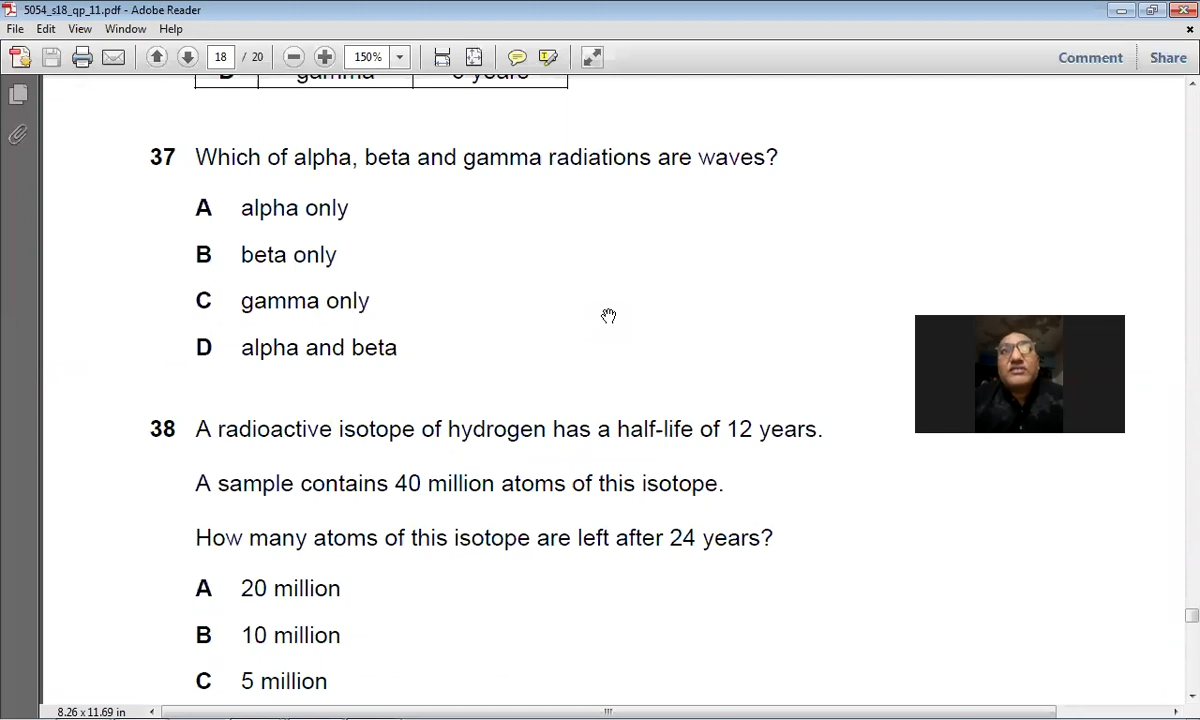 5054_s18_qp_11.pdf - Adobe Reader
File Edit View Window Help
18 / 20 150% Comment Share
D gamma 6 years
37 Which of alpha, beta and gamma radiations are waves?
A alpha only
B beta only
C gamma only
D alpha and beta
38 A radioactive isotope of hydrogen has a half-life of 12 years.
A sample contains 40 million atoms of this isotope.
How many atoms of this isotope are left after 24 years?
A 20 million
B 10 million
C 5 million
8.26 x 11.69 in